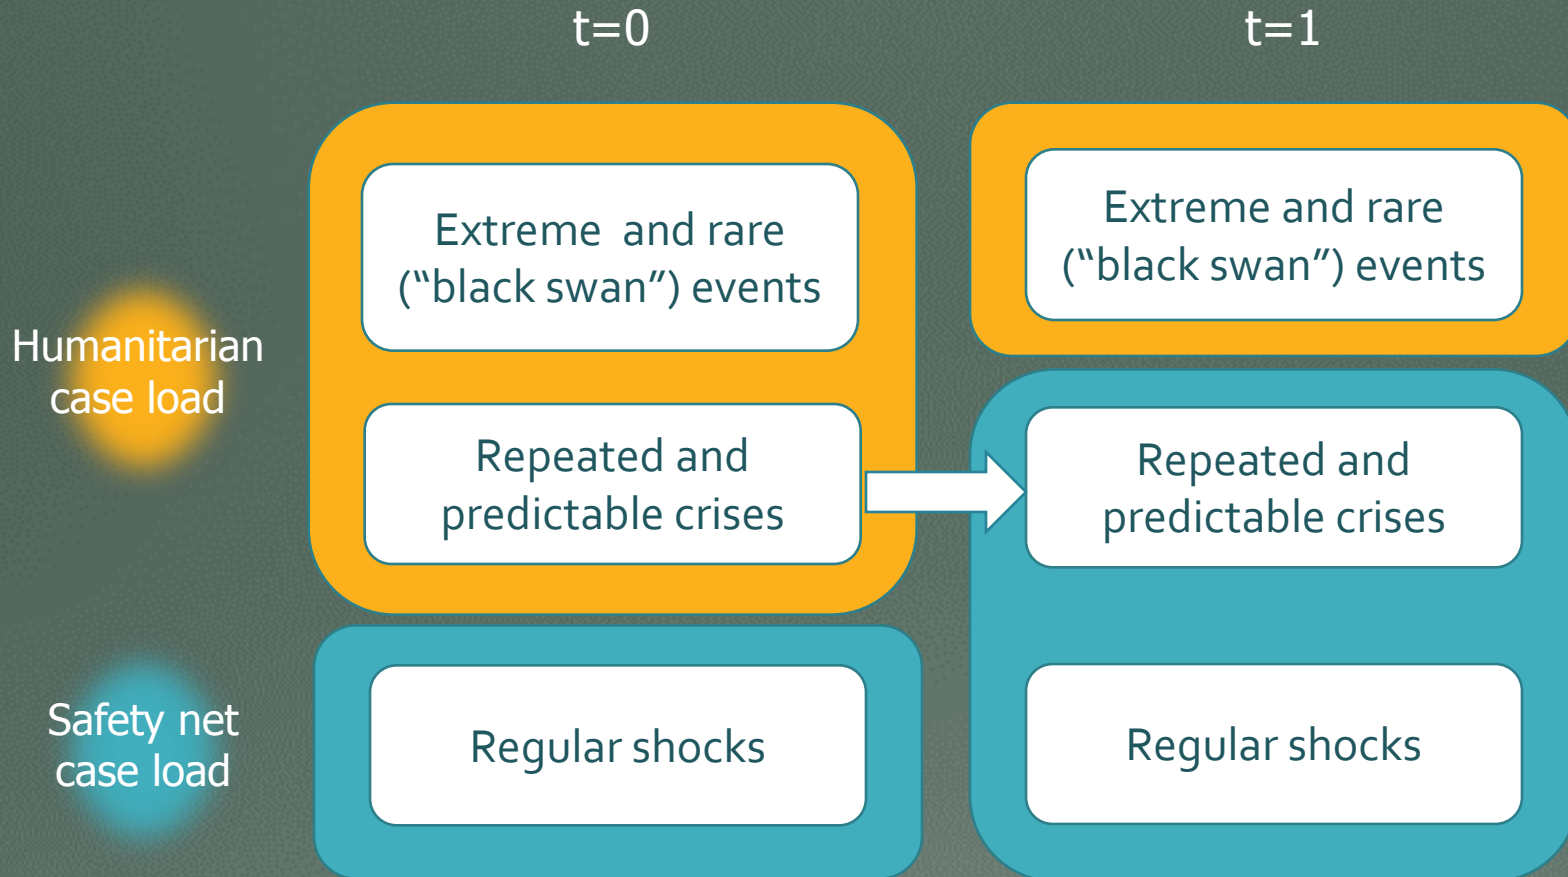 t=0
t=1
Humanitarian
case load
Extreme  and rare
(“black swan”) events
Repeated and
predictable crises
Extreme and rare
(“black swan”) events
Repeated and
predictable crises
Safety net
case load
Regular shocks
Regular shocks